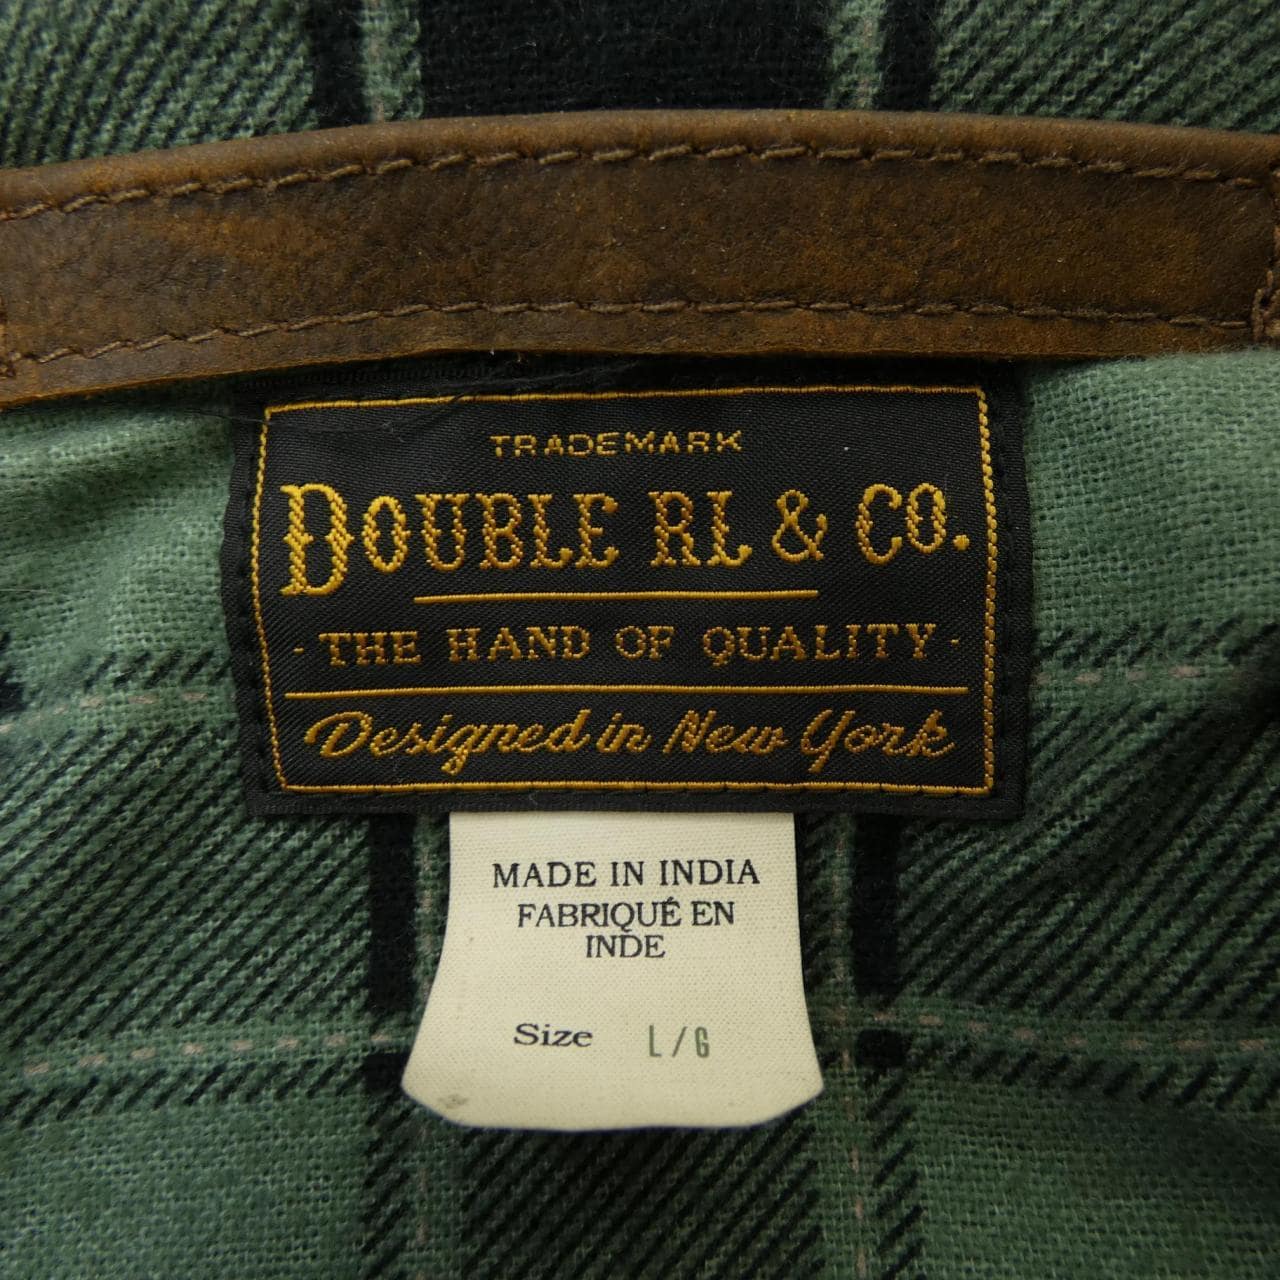 TRADEMARK
DOUBLE RL & CO.
- THE HAND OF QUALITY -
Designed in New York
MADE IN INDIA
FABRIQUÉ EN
INDE
Size L/G